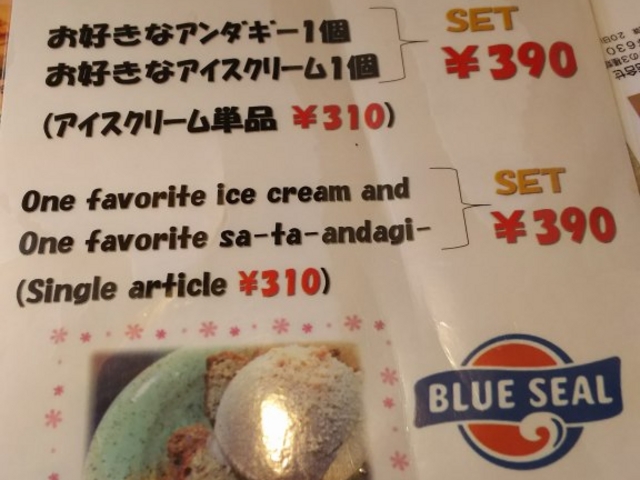 お好きなアンダギー1個
お好きなアイスクリーム1個
SET
¥390
(アイスクリーム単品 ¥310)
One favorite ice cream and
One favorite sa-ta-andagi-
SET
¥390
(Single article ¥310)
BLUE SEAL